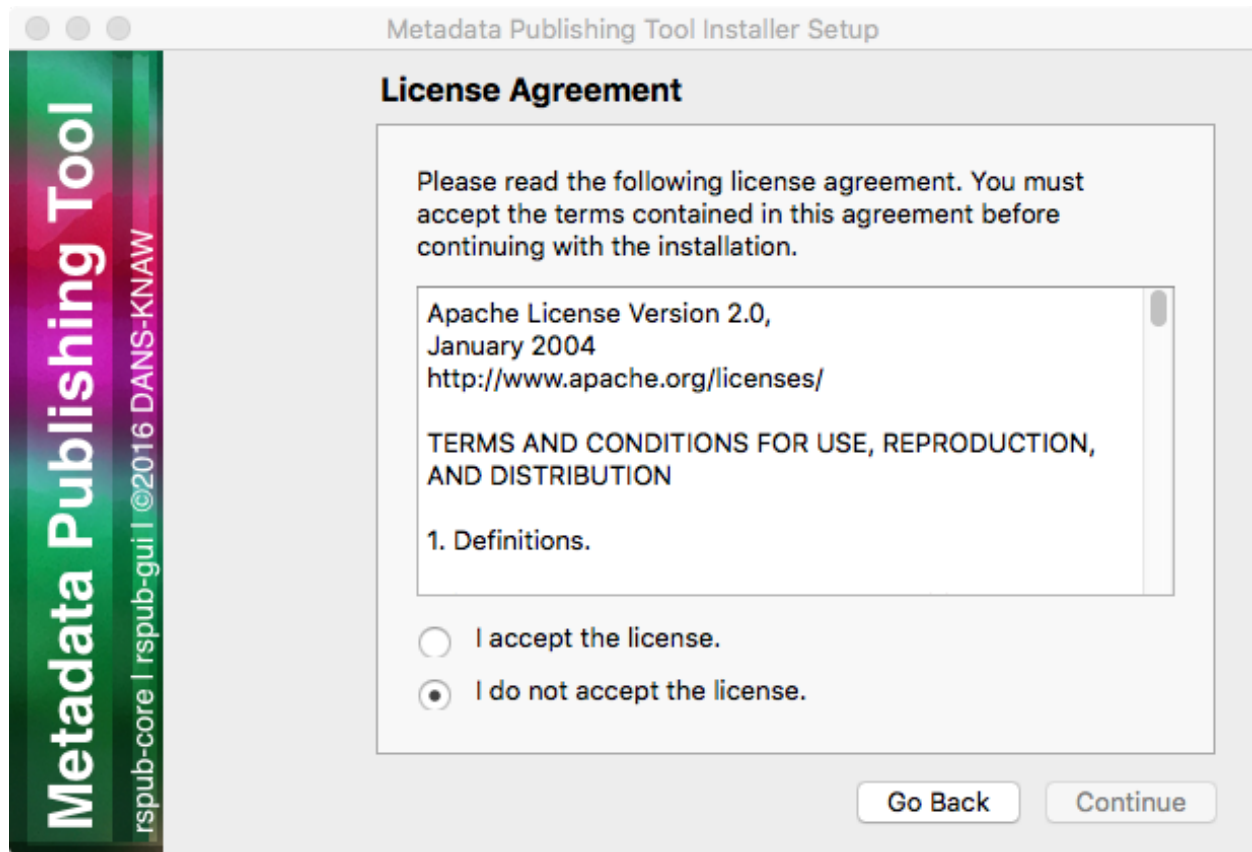 Metadata Publishing Tool Installer Setup
Metadata Publishing Tool
rspub-core | rspub-gui | ©2016 DANS-KNAW
License Agreement
Please read the following license agreement. You must
accept the terms contained in this agreement before
continuing with the installation.
Apache License Version 2.0,
January 2004
http://www.apache.org/licenses/
TERMS AND CONDITIONS FOR USE, REPRODUCTION,
AND DISTRIBUTION
1. Definitions.
I accept the license.
I do not accept the license.
Go Back
Continue